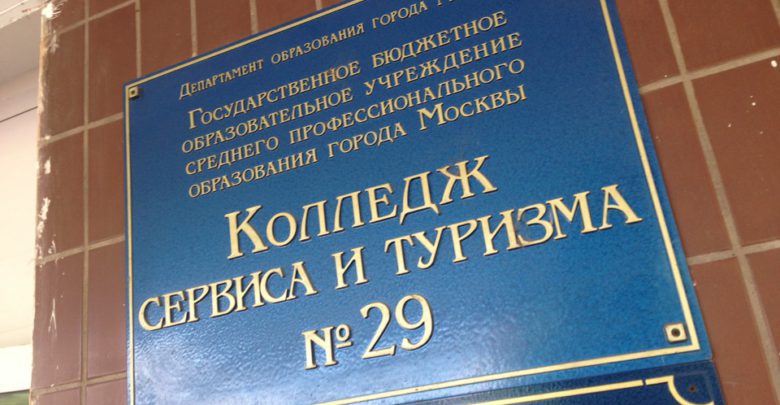 Департамент образования города
Государственное бюджетное
образовательное учреждение
среднего профессионального
образования города Москвы
Колледж
сервиса и туризма
№29